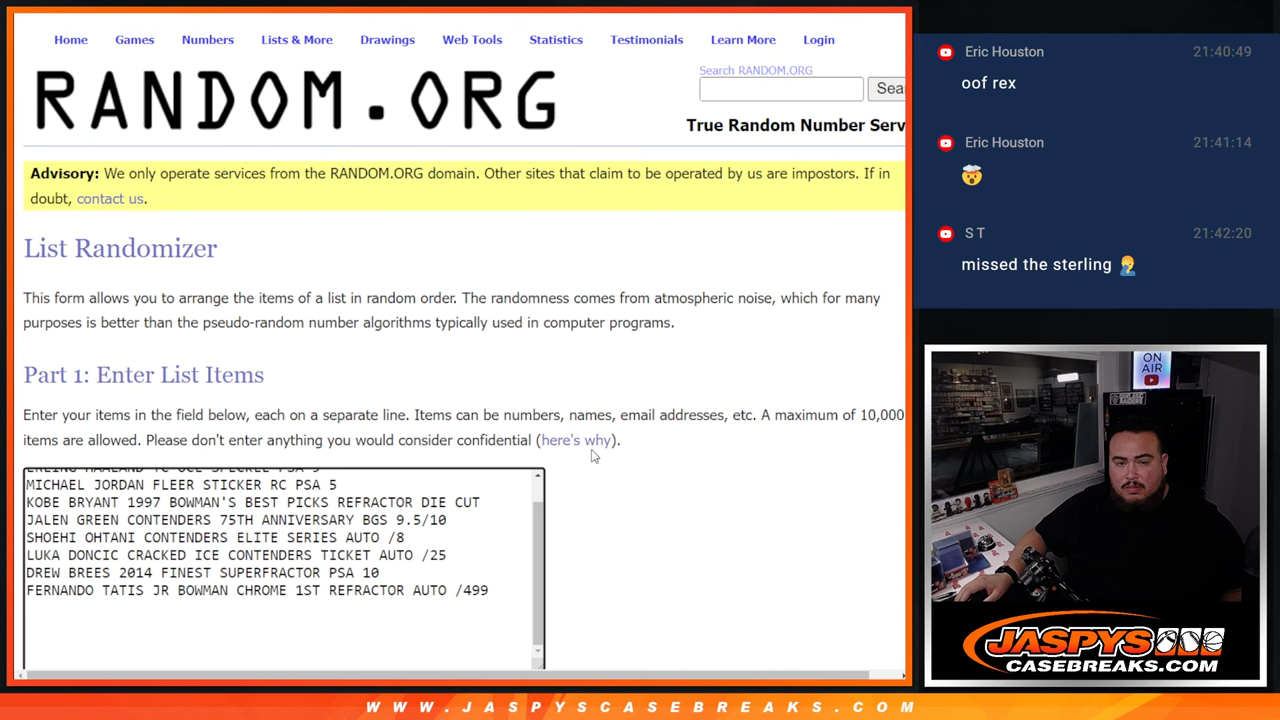 Home Games Numbers Lists & More Drawings Web Tools Statistics Testimonials Learn More Login
RANDOM.ORG
Search RANDOM.ORG
Sea
True Random Number Serv
Advisory: We only operate services from the RANDOM.ORG domain. Other sites that claim to be operated by us are impostors. If in
doubt, contact us.
List Randomizer
This form allows you to arrange the items of a list in random order. The randomness comes from atmospheric noise, which for many
purposes is better than the pseudo-random number algorithms typically used in computer programs.
Part 1: Enter List Items
Enter your items in the field below, each on a separate line. Items can be numbers, names, email addresses, etc. A maximum of 10,000
items are allowed. Please don't enter anything you would consider confidential (here's why).
MICHAEL JORDAN FLEER STICKER RC PSA 5
KOBE BRYANT 1997 BOWMAN'S BEST PICKS REFRACTOR DIE CUT
JALEN GREEN CONTENDERS 75TH ANNIVERSARY BGS 9.5/10
SHOEHI OHTANI CONTENDERS ELITE SERIES AUTO /8
LUKA DONCIC CRACKED ICE CONTENDERS TICKET AUTO /25
DREW BREES 2014 FINEST SUPERFRACTOR PSA 10
FERNANDO TATIS JR BOWMAN CHROME 1ST REFRACTOR AUTO /499
Eric Houston 21:40:49
oof rex
Eric Houston 21:41:14
🤯
S T 21:42:20
missed the sterling 🤦‍♂️
ON
AIR
JASPYS
CASEBREAKS.COM
WWW.JASPYSCASEBREAKS.COM